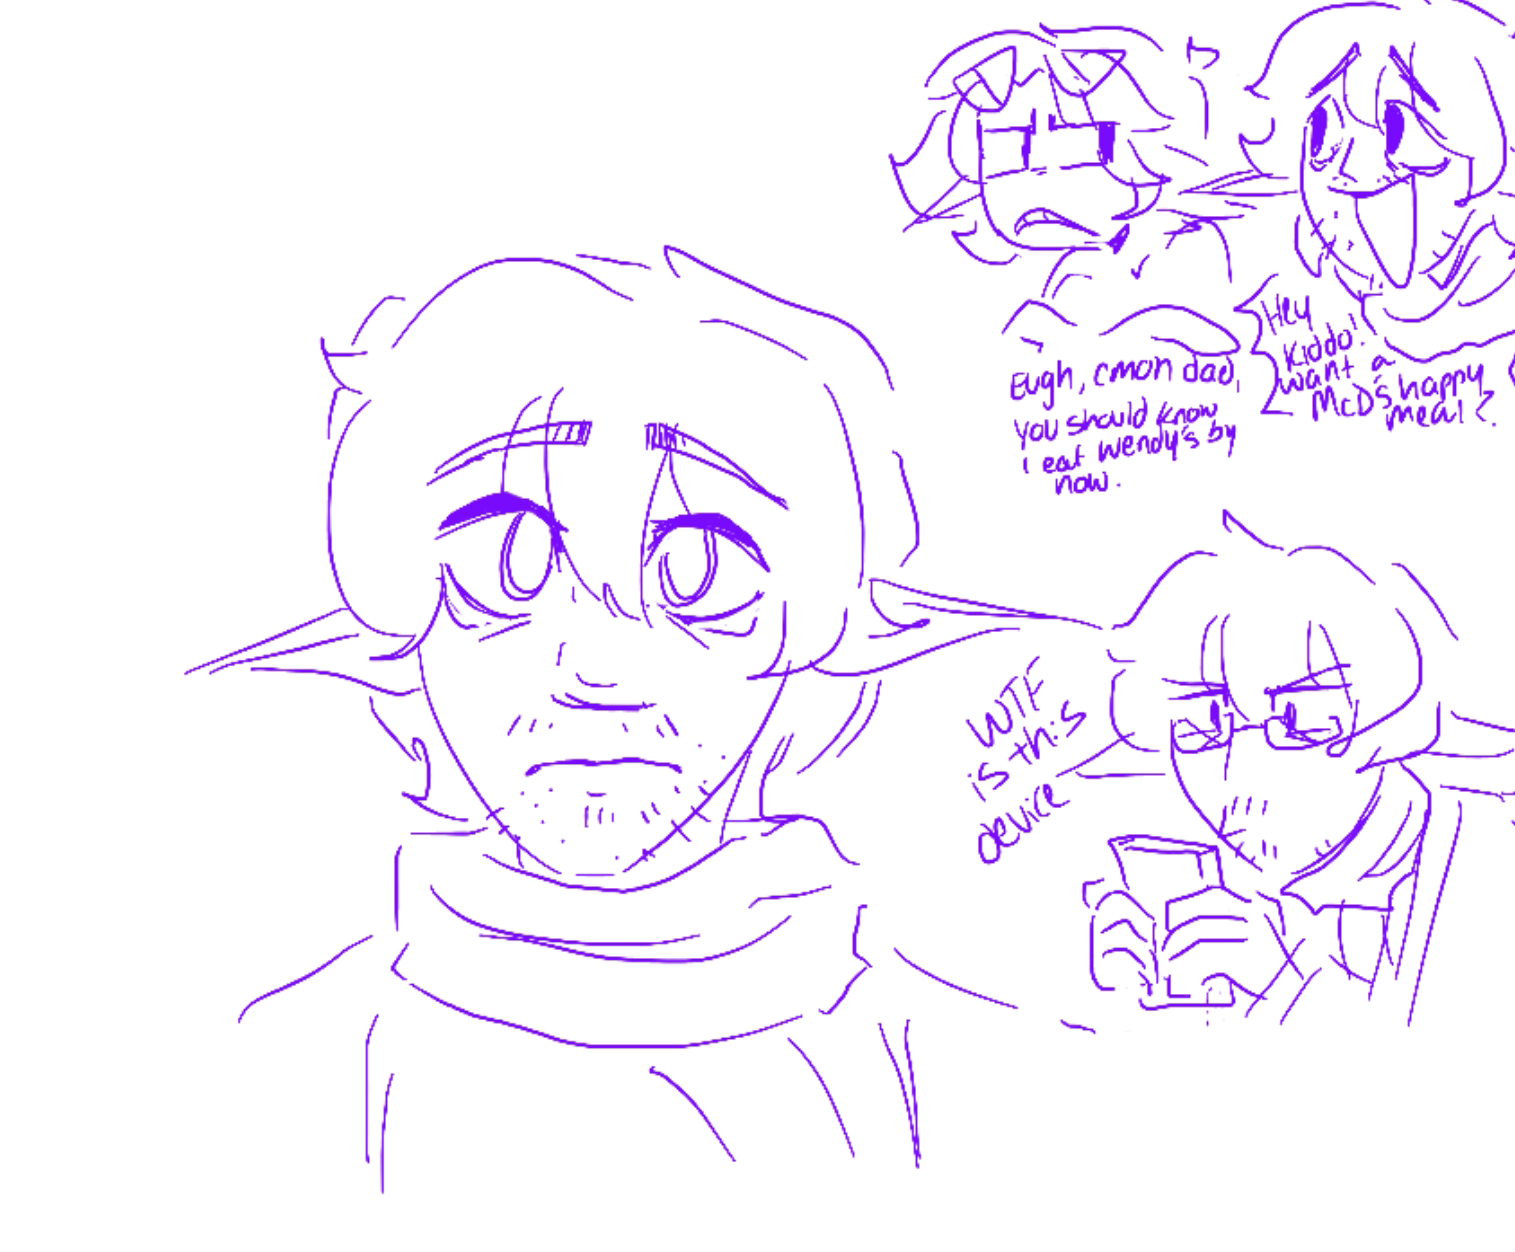 Eugh, cmon dad,
you should know
i eat Wendy's by
now.
Hey
kiddo!
want a
McD's happy
meal?
WTF
is this
device